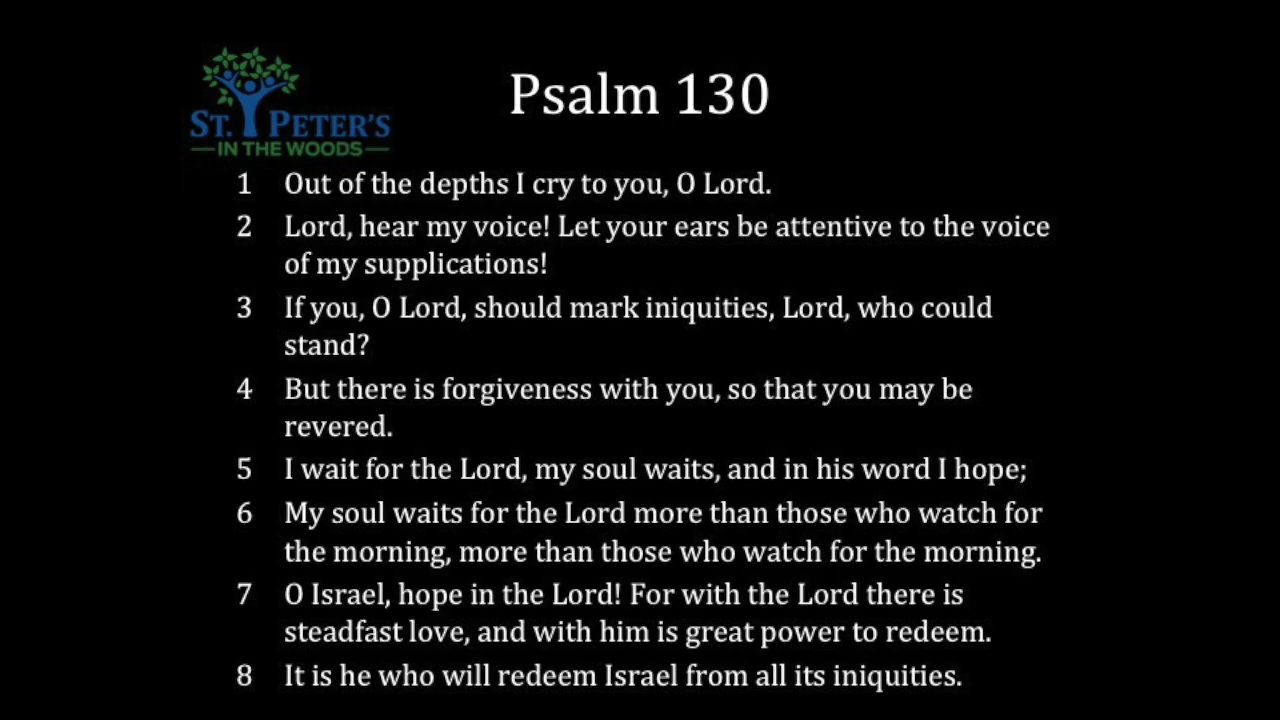 ST. PETER'S
IN THE WOODS
Psalm 130
1 Out of the depths I cry to you, O Lord.
2 Lord, hear my voice! Let your ears be attentive to the voice
of my supplications!
3 If you, O Lord, should mark iniquities, Lord, who could
stand?
4 But there is forgiveness with you, so that you may be
revered.
5 I wait for the Lord, my soul waits, and in his word I hope;
6 My soul waits for the Lord more than those who watch for
the morning, more than those who watch for the morning.
7 O Israel, hope in the Lord! For with the Lord there is
steadfast love, and with him is great power to redeem.
8 It is he who will redeem Israel from all its iniquities.